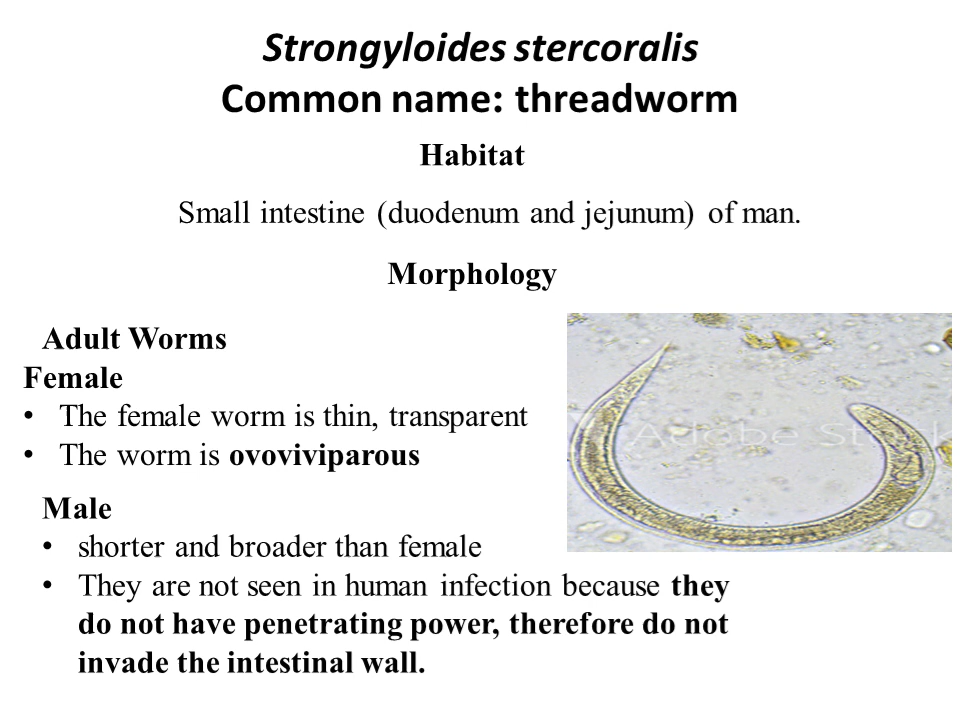 Strongyloides stercoralis
Common name: threadworm
Habitat
Small intestine (duodenum and jejunum) of man.
Morphology
Adult Worms
Female
• The female worm is thin, transparent
• The worm is ovoviviparous
Adobe Stock
Male
• shorter and broader than female
• They are not seen in human infection because they
do not have penetrating power, therefore do not
invade the intestinal wall.